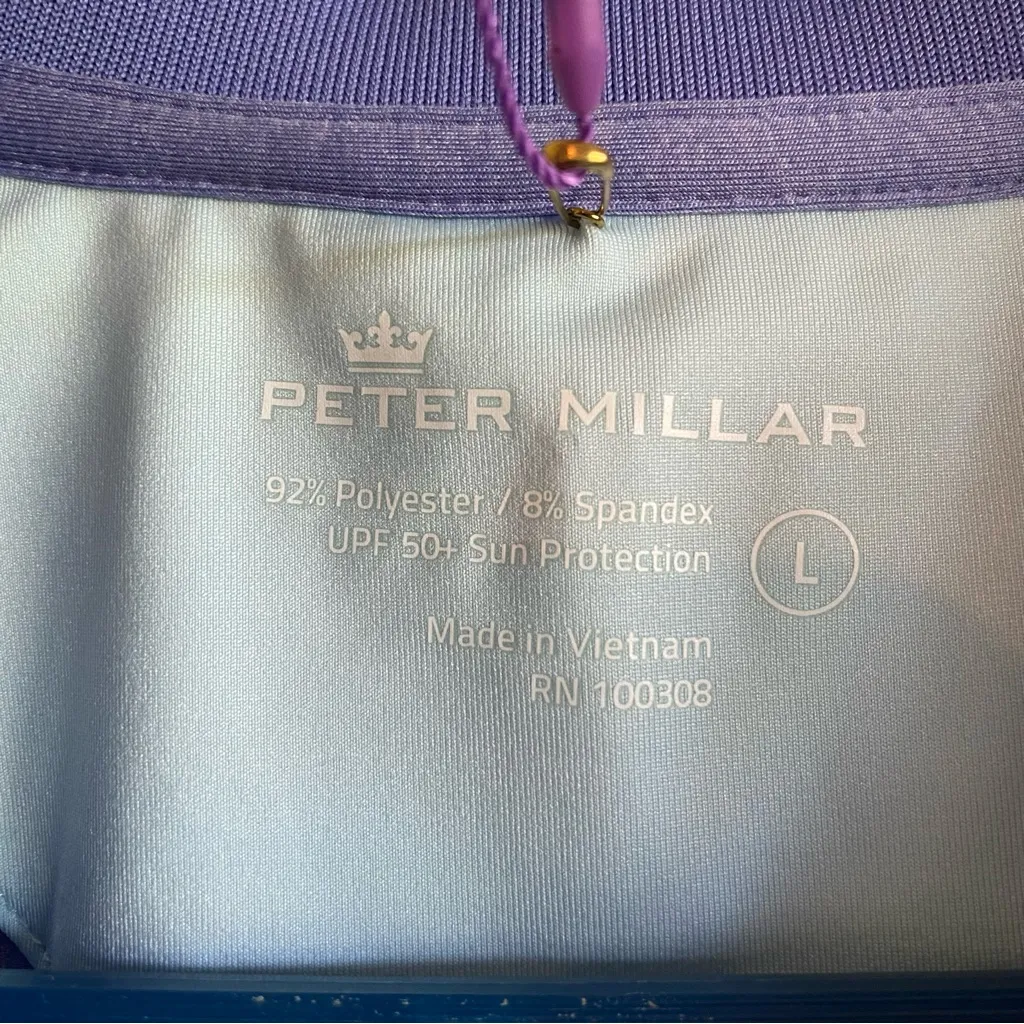 PETER MILLAR
92% Polyester / 8% Spandex
UPF 50+ Sun Protection
L
Made in Vietnam
RN 100308